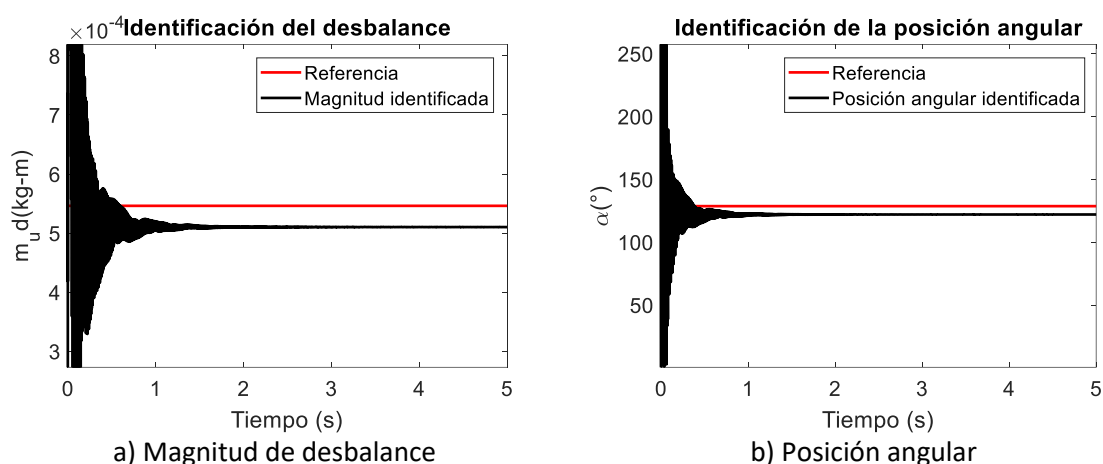 ×10⁻⁴
Identificación del desbalance
8
7
6
5
4
3
m_u d(kg-m)
Referencia
Magnitud identificada
0 1 2 3 4 5
Tiempo (s)
a) Magnitud de desbalance
Identificación de la posición angular
250
200
150
100
50
α(°)
Referencia
Posición angular identificada
0 1 2 3 4 5
Tiempo (s)
b) Posición angular